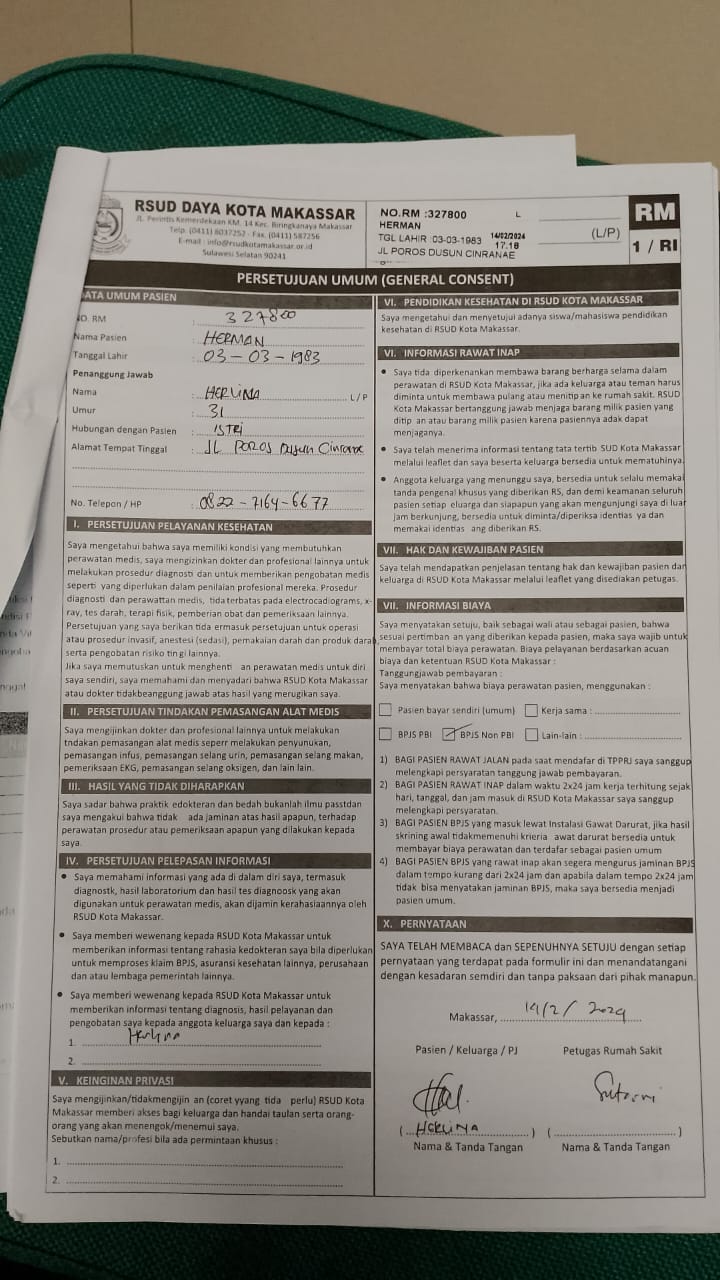 RSUD DAYA KOTA MAKASSAR
JL. Perintis Kemerdekaan KM. 14 Kec. Biringkanaya Makassar
Telp. (0411) 8037252 - Fax. (0411) 587256
E-mail : info@rsudkotamakassar.or.id
Sulawesi Selatan 90241
NO.RM :327800 L
HERMAN
TGL LAHIR :03-03-1983 14/02/2024 17.18
JL POROS DUSUN CINRANAE
(L/P)
RM
1 / RI
PERSETUJUAN UMUM (GENERAL CONSENT)
DATA UMUM PASIEN
NO. RM : 327800
Nama Pasien : HERMAN
Tanggal Lahir : 03-03-1983
Penanggung Jawab
Nama : HERLINA L/P
Umur : 31
Hubungan dengan Pasien : ISTRI
Alamat Tempat Tinggal : JL POROS Dusun Cinranae
No. Telepon / HP : 0822-7164-6677
I. PERSETUJUAN PELAYANAN KESEHATAN
Saya mengetahui bahwa saya memiliki kondisi yang membutuhkan
perawatan medis, saya mengizinkan dokter dan profesional lainnya untuk
melakukan prosedur diagnosti dan untuk memberikan pengobatan medis
seperti yang diperlukan dalam penilaian profesional mereka. Prosedur
diagnosti dan perawattan medis, tidaterbatas pada electrocadiograms, x-
ray, tes darah, terapi fisik, pemberian obat dan pemeriksaan lainnya.
Persetujuan yang saya berikan tida ermasuk persetujuan untuk operasi
atau prosedur invasif, anestesi (sedasi), pemakaian darah dan produk darah,
serta pengobatan risiko tingi lainnya.
Jika saya memutuskan untuk menghenti an perawatan medis untuk diri
saya sendiri, saya memahami dan menyadari bahwa RSUD Kota Makassar
atau dokter tidakbeanggung jawab atas hasil yang merugikan saya.
II. PERSETUJUAN TINDAKAN PEMASANGAN ALAT MEDIS
Saya mengijinkan dokter dan profesional lainnya untuk melakukan
tndakan pemasangan alat medis seperr melakukan penyunukan,
pemasangan infus, pemasangan selang urin, pemasangan selang makan,
pemeriksaan EKG, pemasangan selang oksigen, dan lain lain.
III. HASIL YANG TIDAK DIHARAPKAN
Saya sadar bahwa praktik edokteran dan bedah bukanlah ilmu passtdan
saya mengakui bahwa tidak ada jaminan atas hasil apapun, terhadap
perawatan prosedur atau pemeriksaan apapun yang dilakukan kepada
saya.
IV. PERSETUJUAN PELEPASAN INFORMASI
• Saya memahami informasi yang ada di dalam diri saya, termasuk
diagnostk, hasil laboratorium dan hasil tes diagnoosk yang akan
digunakan untuk perawatan medis, akan dijamin kerahasiaannya oleh
RSUD Kota Makassar.
• Saya memberi wewenang kepada RSUD Kota Makassar untuk
memberikan informasi tentang rahasia kedokteran saya bila diperlukan
untuk memproses klaim BPJS, asuransi kesehatan lainnya, perusahaan
dan atau lembaga pemerintah lainnya.
• Saya memberi wewenang kepada RSUD Kota Makassar untuk
memberikan informasi tentang diagnosis, hasil pelayanan dan
pengobatan saya kepada anggota keluarga saya dan kepada :
1. Herlina
2.
V. KEINGINAN PRIVASI
Saya mengijinkan/tidakmengijin an (coret yyang tida perlu) RSUD Kota
Makassar memberi akses bagi keluarga dan handai taulan serta orang-
orang yang akan menengok/menemui saya.
Sebutkan nama/profesi bila ada permintaan khusus :
1.
2.
VI. PENDIDIKAN KESEHATAN DI RSUD KOTA MAKASSAR
Saya mengetahui dan menyetujui adanya siswa/mahasiswa pendidikan
kesehatan di RSUD Kota Makassar.
VI. INFORMASI RAWAT INAP
• Saya tida diperkenankan membawa barang berharga selama dalam
perawatan di RSUD Kota Makassar, jika ada keluarga atau teman harus
diminta untuk membawa pulang atau menitipan ke rumah sakit. RSUD
Kota Makassar bertanggung jawab menjaga barang milik pasien yang
ditip an atau barang milik pasien karena pasiennya adak dapat
menjaganya.
• Saya telah menerima informasi tentang tata tertib SUD Kota Makassar
melalui leaflet dan saya beserta keluarga bersedia untuk mematuhinya.
• Anggota keluarga yang menunggu saya, bersedia untuk selalu memakai
tanda pengenal khusus yang diberikan RS, dan demi keamanan seluruh
pasien setiap eluarga dan siapapun yang akan mengunjungi saya di luar
jam berkunjung, bersedia untuk diminta/diperiksa identitas ya dan
memakai identias ang diberikan RS.
VII. HAK DAN KEWAJIBAN PASIEN
Saya telah mendapatkan penjelasan tentang hak dan kewajiban pasien dan
keluarga di RSUD Kota Makassar melalui leaflet yang disediakan petugas.
VII. INFORMASI BIAYA
Saya menyatakan setuju, baik sebagai wali atau sebagai pasien, bahwa
sesuai pertimban an yang diberikan kepada pasien, maka saya wajib untuk
membayar total biaya perawatan. Biaya pelayanan berdasarkan acuan
biaya dan ketentuan RSUD Kota Makassar :
Tanggungjawab pembayaran :
Saya menyatakan bahwa biaya perawatan pasien, menggunakan :
Pasien bayar sendiri (umum) Kerja sama :
BPJS PBI BPJS Non PBI Lain-lain :
1) BAGI PASIEN RAWAT JALAN pada saat mendafar di TPPRJ saya sanggup
melengkapi persyaratan tanggung jawab pembayaran.
2) BAGI PASIEN RAWAT INAP dalam waktu 2x24 jam kerja terhitung sejak
hari, tanggal, dan jam masuk di RSUD Kota Makassar saya sanggup
melengkapi persyaratan.
3) BAGI PASIEN BPJS yang masuk lewat Instalasi Gawat Darurat, jika hasil
skrining awal tidakmemenuhi krieria awat darurat bersedia untuk
membayar biaya perawatan dan terdafar sebagai pasien umum
4) BAGI PASIEN BPJS yang rawat inap akan segera mengurus jaminan BPJS
dalam tempo kurang dari 2x24 jam dan apabila dalam tempo 2x24 jam
tidak bisa menyatakan jaminan BPJS, maka saya bersedia menjadi
pasien umum.
X. PERNYATAAN
SAYA TELAH MEMBACA dan SEPENUHNYA SETUJU dengan setiap
pernyataan yang terdapat pada formulir ini dan menandatangani
dengan kesadaran semdiri dan tanpa paksaan dari pihak manapun.
Makassar, 14/2/2024
Pasien / Keluarga / PJ Petugas Rumah Sakit
(HERLINA) ( )
Nama & Tanda Tangan Nama & Tanda Tangan